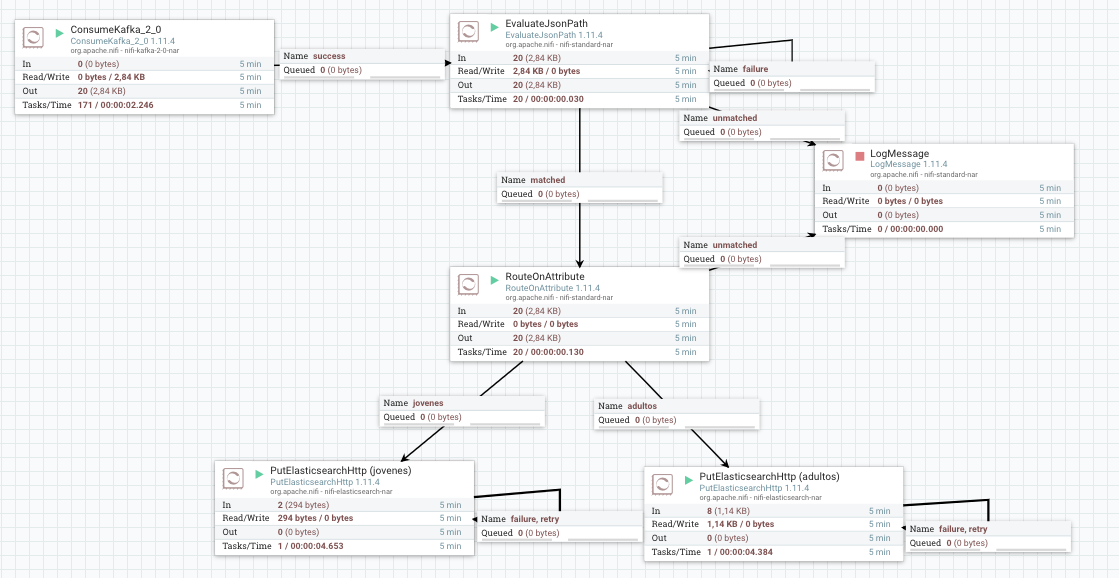 ConsumeKafka_2_0
ConsumeKafka_2_0 1.11.4
org.apache.nifi - nifi-kafka-2-0-nar
In 0 (0 bytes) 5 min
Read/Write 0 bytes / 2,84 KB 5 min
Out 20 (2,84 KB) 5 min
Tasks/Time 171 / 00:00:02.246 5 min
Name success
Queued 0 (0 bytes)
EvaluateJsonPath
EvaluateJsonPath 1.11.4
org.apache.nifi - nifi-standard-nar
In 20 (2,84 KB) 5 min
Read/Write 2,84 KB / 0 bytes 5 min
Out 20 (2,84 KB) 5 min
Tasks/Time 20 / 00:00:00.030 5 min
Name failure
Queued 0 (0 bytes)
Name unmatched
Queued 0 (0 bytes)
LogMessage
LogMessage 1.11.4
org.apache.nifi - nifi-standard-nar
In 0 (0 bytes) 5 min
Read/Write 0 bytes / 0 bytes 5 min
Out 0 (0 bytes) 5 min
Tasks/Time 0 / 00:00:00.000 5 min
Name matched
Queued 0 (0 bytes)
Name unmatched
Queued 0 (0 bytes)
RouteOnAttribute
RouteOnAttribute 1.11.4
org.apache.nifi - nifi-standard-nar
In 20 (2,84 KB) 5 min
Read/Write 0 bytes / 0 bytes 5 min
Out 20 (2,84 KB) 5 min
Tasks/Time 20 / 00:00:00.130 5 min
Name jovenes
Queued 0 (0 bytes)
Name adultos
Queued 0 (0 bytes)
PutElasticsearchHttp (jovenes)
PutElasticsearchHttp 1.11.4
org.apache.nifi - nifi-elasticsearch-nar
In 2 (294 bytes) 5 min
Read/Write 294 bytes / 0 bytes 5 min
Out 0 (0 bytes) 5 min
Tasks/Time 1 / 00:00:04.653 5 min
Name failure, retry
Queued 0 (0 bytes)
PutElasticsearchHttp (adultos)
PutElasticsearchHttp 1.11.4
org.apache.nifi - nifi-elasticsearch-nar
In 8 (1,14 KB) 5 min
Read/Write 1,14 KB / 0 bytes 5 min
Out 0 (0 bytes) 5 min
Tasks/Time 1 / 00:00:04.384 5 min
Name failure, retry
Queued 0 (0 bytes)